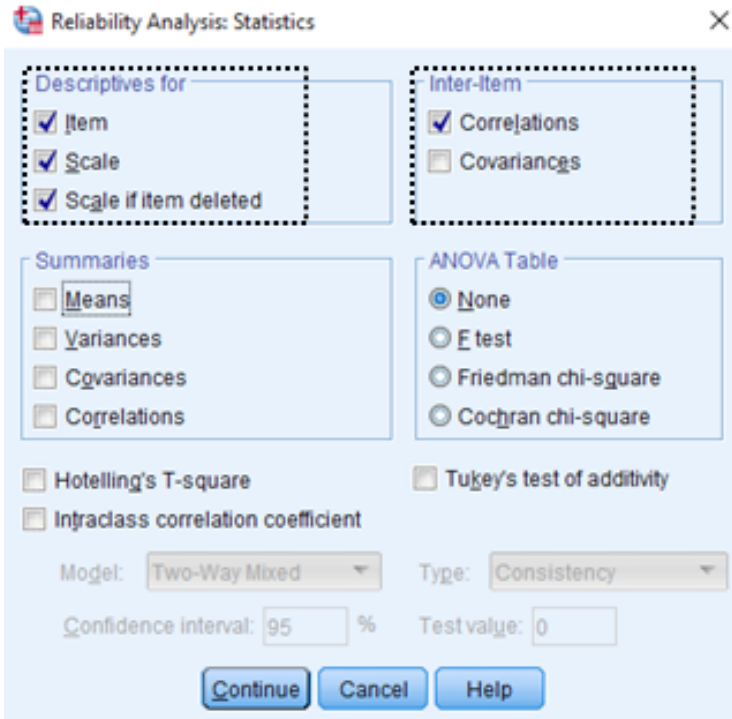 Reliability Analysis: Statistics
Descriptives for
Item
Scale
Scale if item deleted
Inter-Item
Correlations
Covariances
Summaries
Means
Variances
Covariances
Correlations
ANOVA Table
None
F test
Friedman chi-square
Cochran chi-square
Hotelling's T-square
Tukey's test of additivity
Intraclass correlation coefficient
Model: Two-Way Mixed
Type: Consistency
Confidence interval: 95 %
Test value: 0
Continue
Cancel
Help